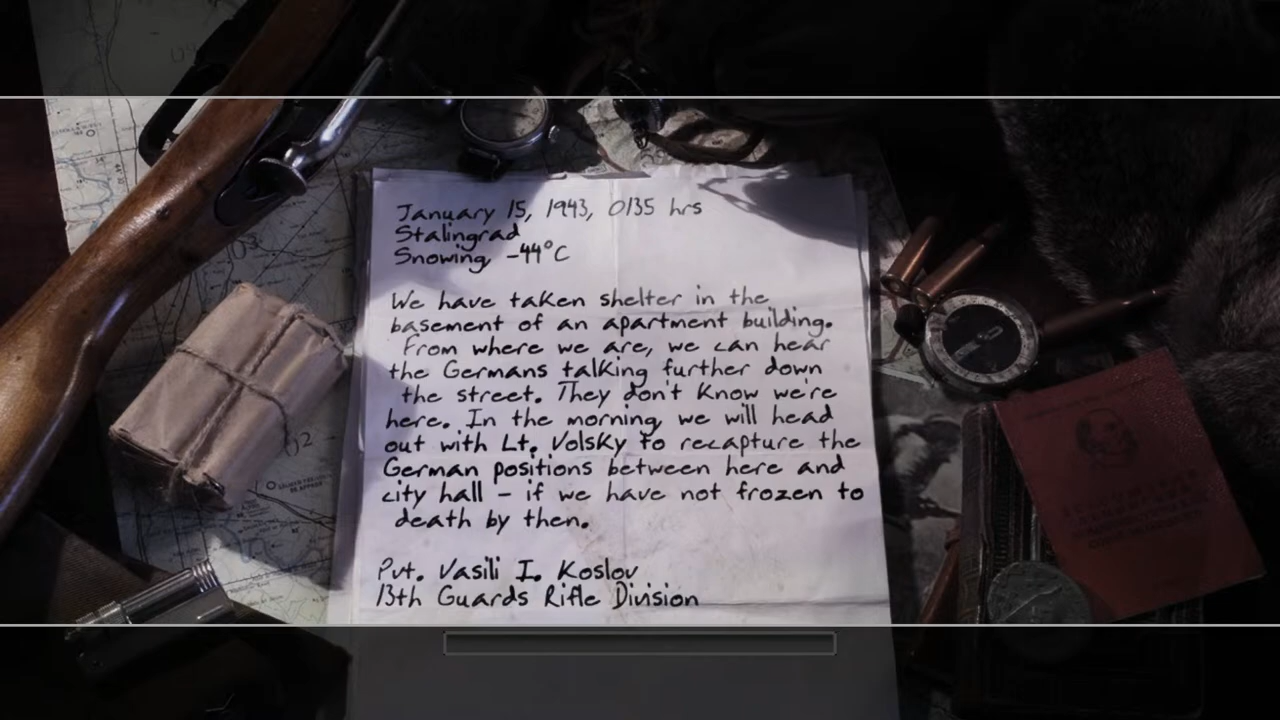 January 15, 1943, 0135 hrs
Stalingrad
Snowing, -44°C
We have taken shelter in the
basement of an apartment building.
From where we are, we can hear
the Germans talking further down
the street. They don't know we're
here. In the morning, we will head
out with Lt. Volsky to recapture the
German positions between here and
city hall - if we have not frozen to
death by then.
Pvt. Vasili I. Koslov
13th Guards Rifle Division